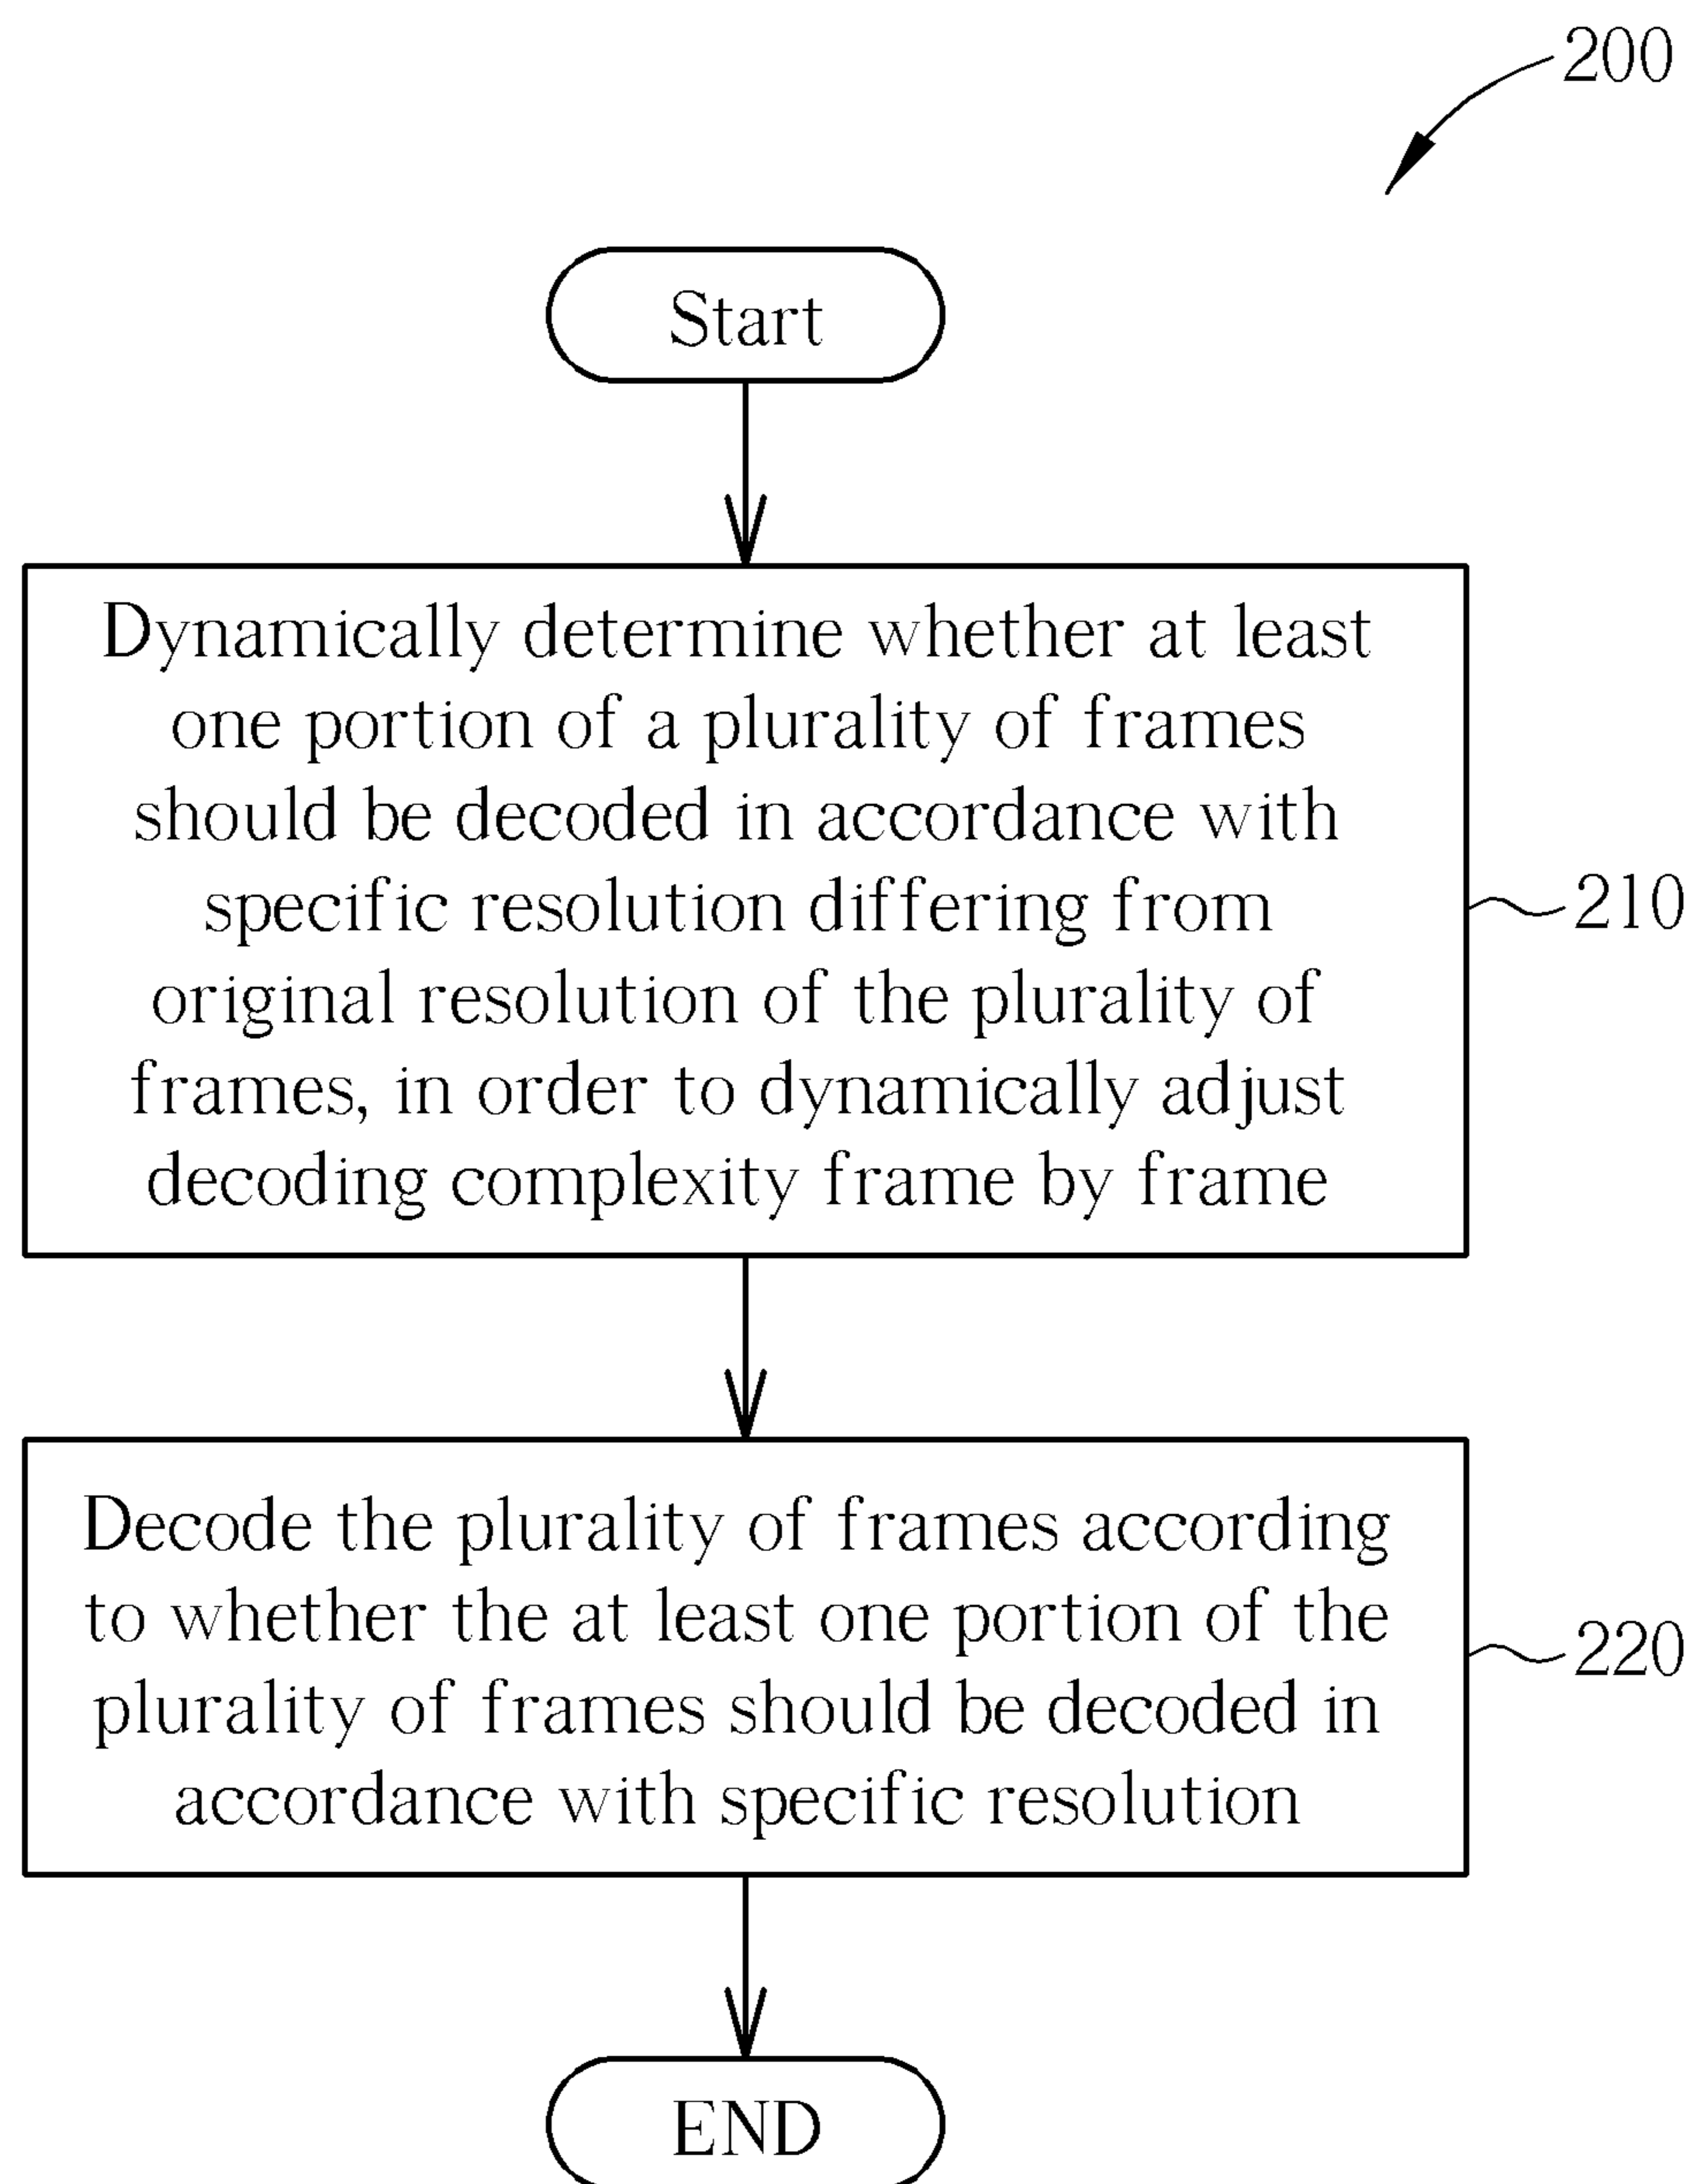 200
Start
Dynamically determine whether at least
one portion of a plurality of frames
should be decoded in accordance with
specific resolution differing from
original resolution of the plurality of
frames, in order to dynamically adjust
decoding complexity frame by frame
210
Decode the plurality of frames according
to whether the at least one portion of the
plurality of frames should be decoded in
accordance with specific resolution
220
END